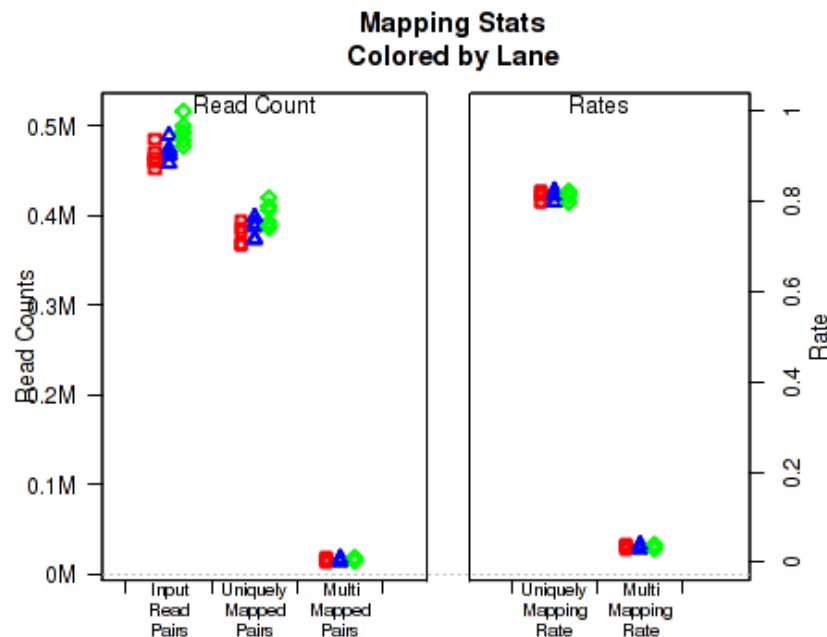 Mapping Stats
Colored by Lane
Read Count
Rates
0.5M
0.4M
0.3M
0.2M
0.1M
0M
Read Counts
1
0.8
0.6
0.4
0.2
0
Rate
Input
Read
Pairs
Uniquely
Mapped
Pairs
Multi
Mapped
Pairs
Uniquely
Mapping
Rate
Multi
Mapping
Rate